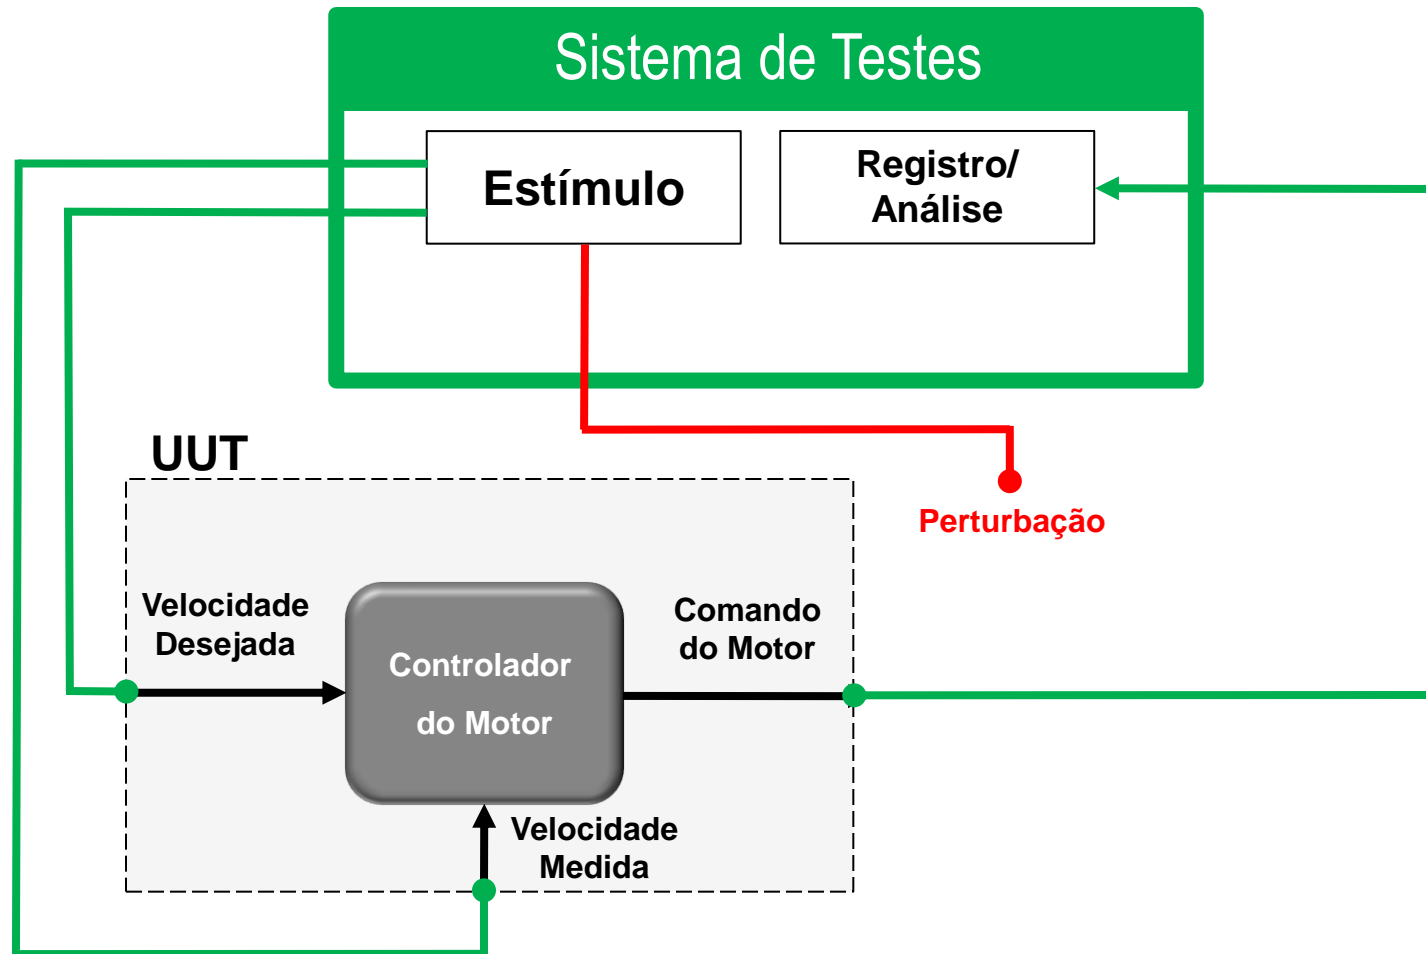 Sistema de Testes
Estímulo
Registro/
Análise
UUT
Perturbação
Velocidade
Desejada
Controlador
do Motor
Comando
do Motor
Velocidade
Medida